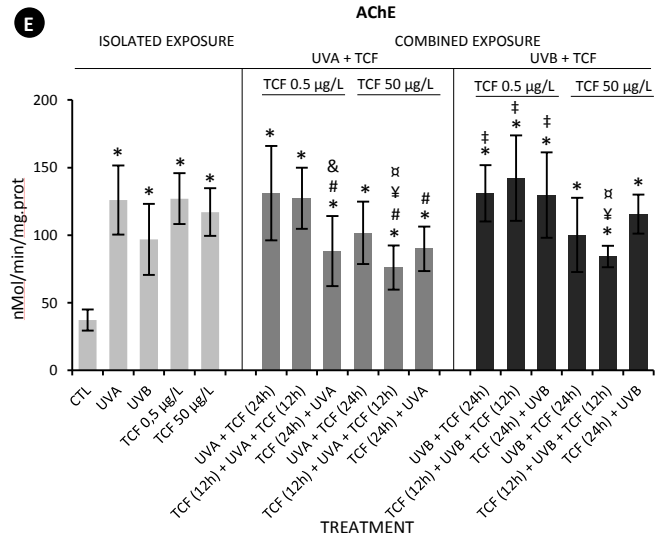 E
AChE
ISOLATED EXPOSURE
COMBINED EXPOSURE
UVA + TCF
UVB + TCF
TCF 0.5 µg/L
TCF 50 µg/L
TCF 0.5 µg/L
TCF 50 µg/L
nMol/min/mg.prot
200
150
100
50
0
*
*
*
*
*
*
&
#
*
*
¤
¥
#
*
#
*
‡
*
‡
*
‡
*
*
¤
¥
*
*
CTL
UVA
UVB
TCF 0,5 µg/L
TCF 50 µg/L
UVA + TCF (24h)
TCF (12h) + UVA + TCF (12h)
TCF (24h) + UVA
UVA + TCF (24h)
TCF (12h) + UVA + TCF (12h)
TCF (24h) + UVA
UVB + TCF (24h)
TCF (12h) + UVB + TCF (12h)
TCF (24h) + UVB
UVB + TCF (24h)
TCF (12h) + UVB + TCF (12h)
TCF (24h) + UVB
TREATMENT